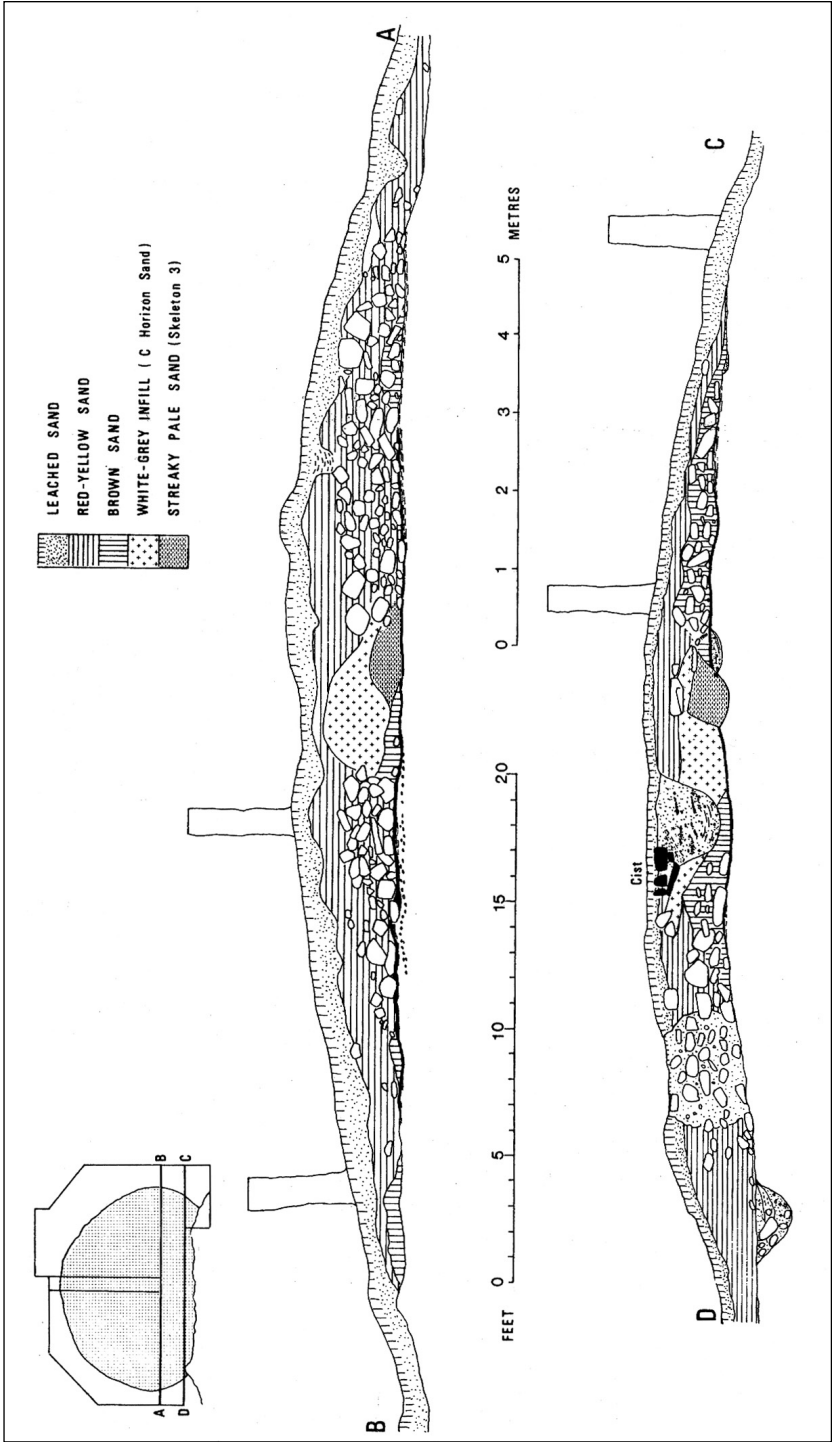 LEACHED SAND
RED-YELLOW SAND
BROWN SAND
WHITE-GREY INFILL (C Horizon Sand)
STREAKY PALE SAND (Skeleton 3)
A
B
D
C
B
A
FEET
0
5
10
15
20
0
1
2
3
4
5
METRES
D
Cist
C